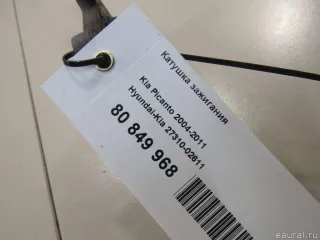 Катушка зажигания
Kia Picanto 2004-2011
Hyundai-Kia 27310-02611
80 849 968
eaural.ru